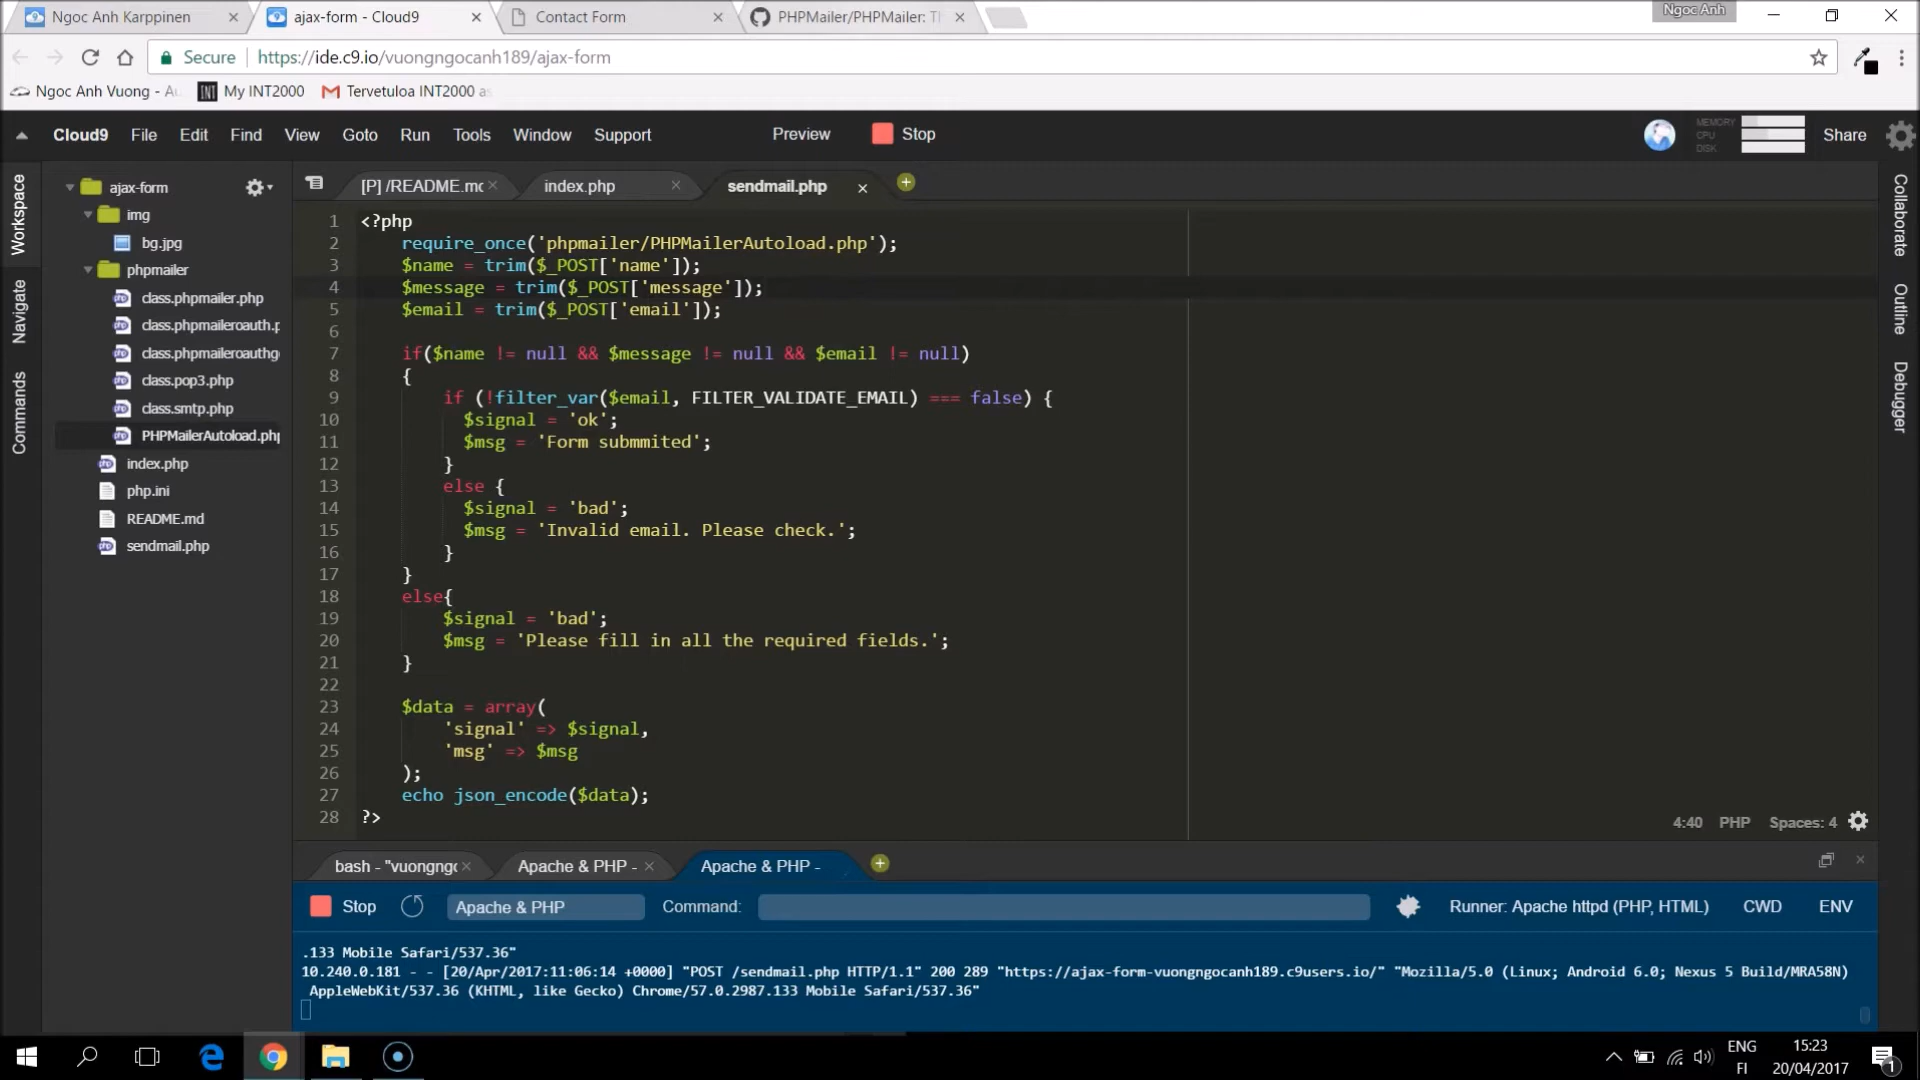 Ngoc Anh Karppinen
ajax-form - Cloud9
Contact Form
PHPMailer/PHPMailer: T
Ngoc Anh
Secure
https://ide.c9.io/vuongngocanh189/ajax-form
Ngoc Anh Vuong - Au
My INT2000
Tervetuloa INT2000 as
Cloud9 File Edit Find View Goto Run Tools Window Support
Preview
Stop
MEMORY
CPU
DISK
Share
Workspace
Navigate
Commands
Collaborate
Outline
Debugger
ajax-form
img
bg.jpg
phpmailer
class.phpmailer.php
class.phpmaileroauth.p
class.phpmaileroauthgo
class.pop3.php
class.smtp.php
PHPMailerAutoload.php
index.php
php.ini
README.md
sendmail.php
[P] /README.mc
index.php
sendmail.php
1 <?php
2 require_once('phpmailer/PHPMailerAutoload.php');
3 $name = trim($_POST['name']);
4 $message = trim($_POST['message']);
5 $email = trim($_POST['email']);
6
7 if($name != null && $message != null && $email != null)
8 {
9 if (!filter_var($email, FILTER_VALIDATE_EMAIL) === false) {
10 $signal = 'ok';
11 $msg = 'Form submmited';
12 }
13 else {
14 $signal = 'bad';
15 $msg = 'Invalid email. Please check.';
16 }
17 }
18 else{
19 $signal = 'bad';
20 $msg = 'Please fill in all the required fields.';
21 }
22
23 $data = array(
24 'signal' => $signal,
25 'msg' => $msg
26 );
27 echo json_encode($data);
28 ?>
4:40 PHP Spaces: 4
bash - "vuongngo
Apache & PHP -
Apache & PHP -
Stop
Apache & PHP
Command:
Runner: Apache httpd (PHP, HTML)
CWD
ENV
.133 Mobile Safari/537.36"
10.240.0.181 - - [20/Apr/2017:11:06:14 +0000] "POST /sendmail.php HTTP/1.1" 200 289 "https://ajax-form-vuongngocanh189.c9users.io/" "Mozilla/5.0 (Linux; Android 6.0; Nexus 5 Build/MRA58N)
AppleWebKit/537.36 (KHTML, like Gecko) Chrome/57.0.2987.133 Mobile Safari/537.36"
ENG
FI
15:23
20/04/2017
1